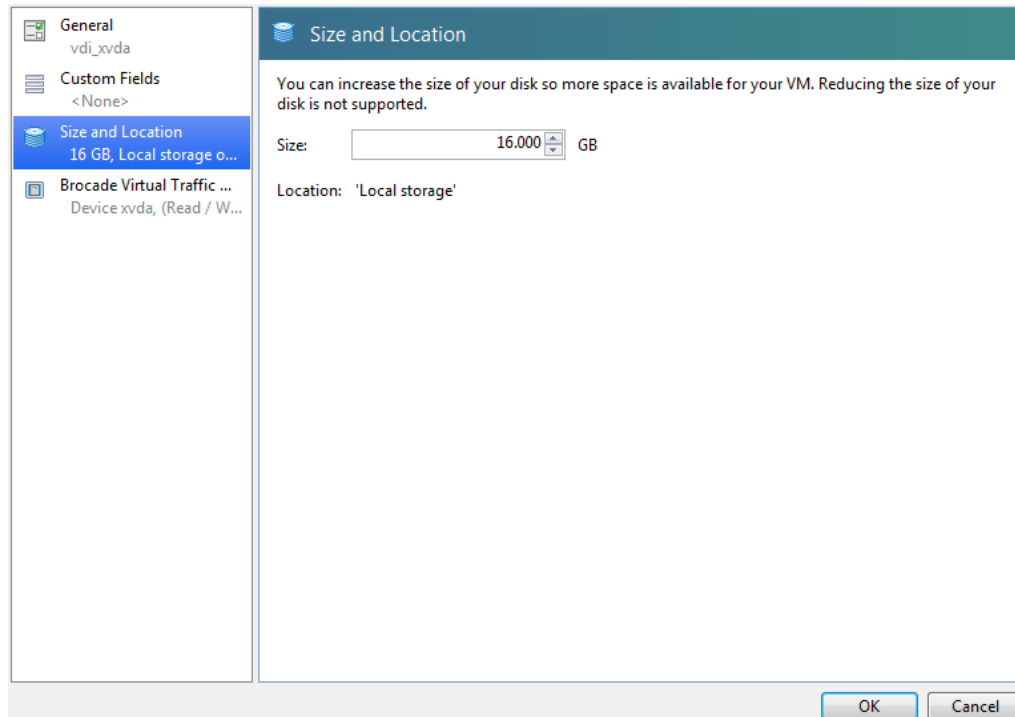 General
vdi_xvda
Custom Fields
<None>
Size and Location
16 GB, Local storage o...
Brocade Virtual Traffic ...
Device xvda, (Read / W...
Size and Location
You can increase the size of your disk so more space is available for your VM. Reducing the size of your
disk is not supported.
Size: 16.000 GB
Location: 'Local storage'
OK Cancel